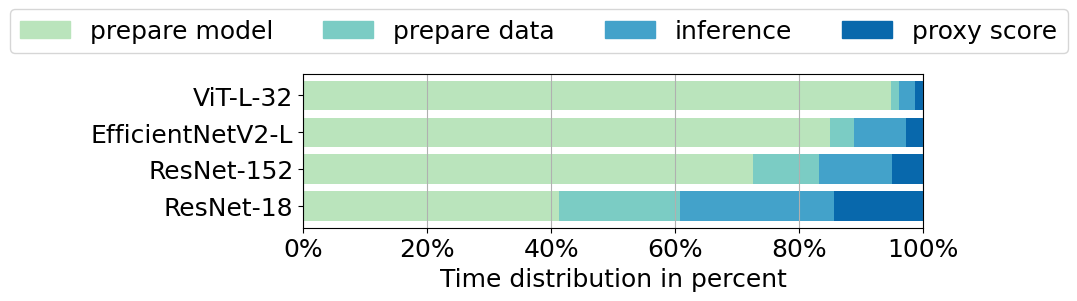 prepare model prepare data inference proxy score
ViT-L-32
EfficientNetV2-L
ResNet-152
ResNet-18
0% 20% 40% 60% 80% 100%
Time distribution in percent